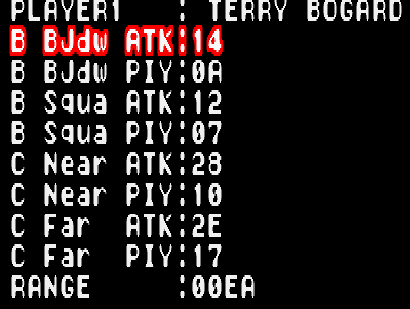 PLAYER1 : TERRY BOGARD
B BJdw ATK:14
B BJdw PIY:0A
B Squa ATK:12
B Squa PIY:07
C Near ATK:28
C Near PIY:10
C Far ATK:2E
C Far PIY:17
RANGE :00EA